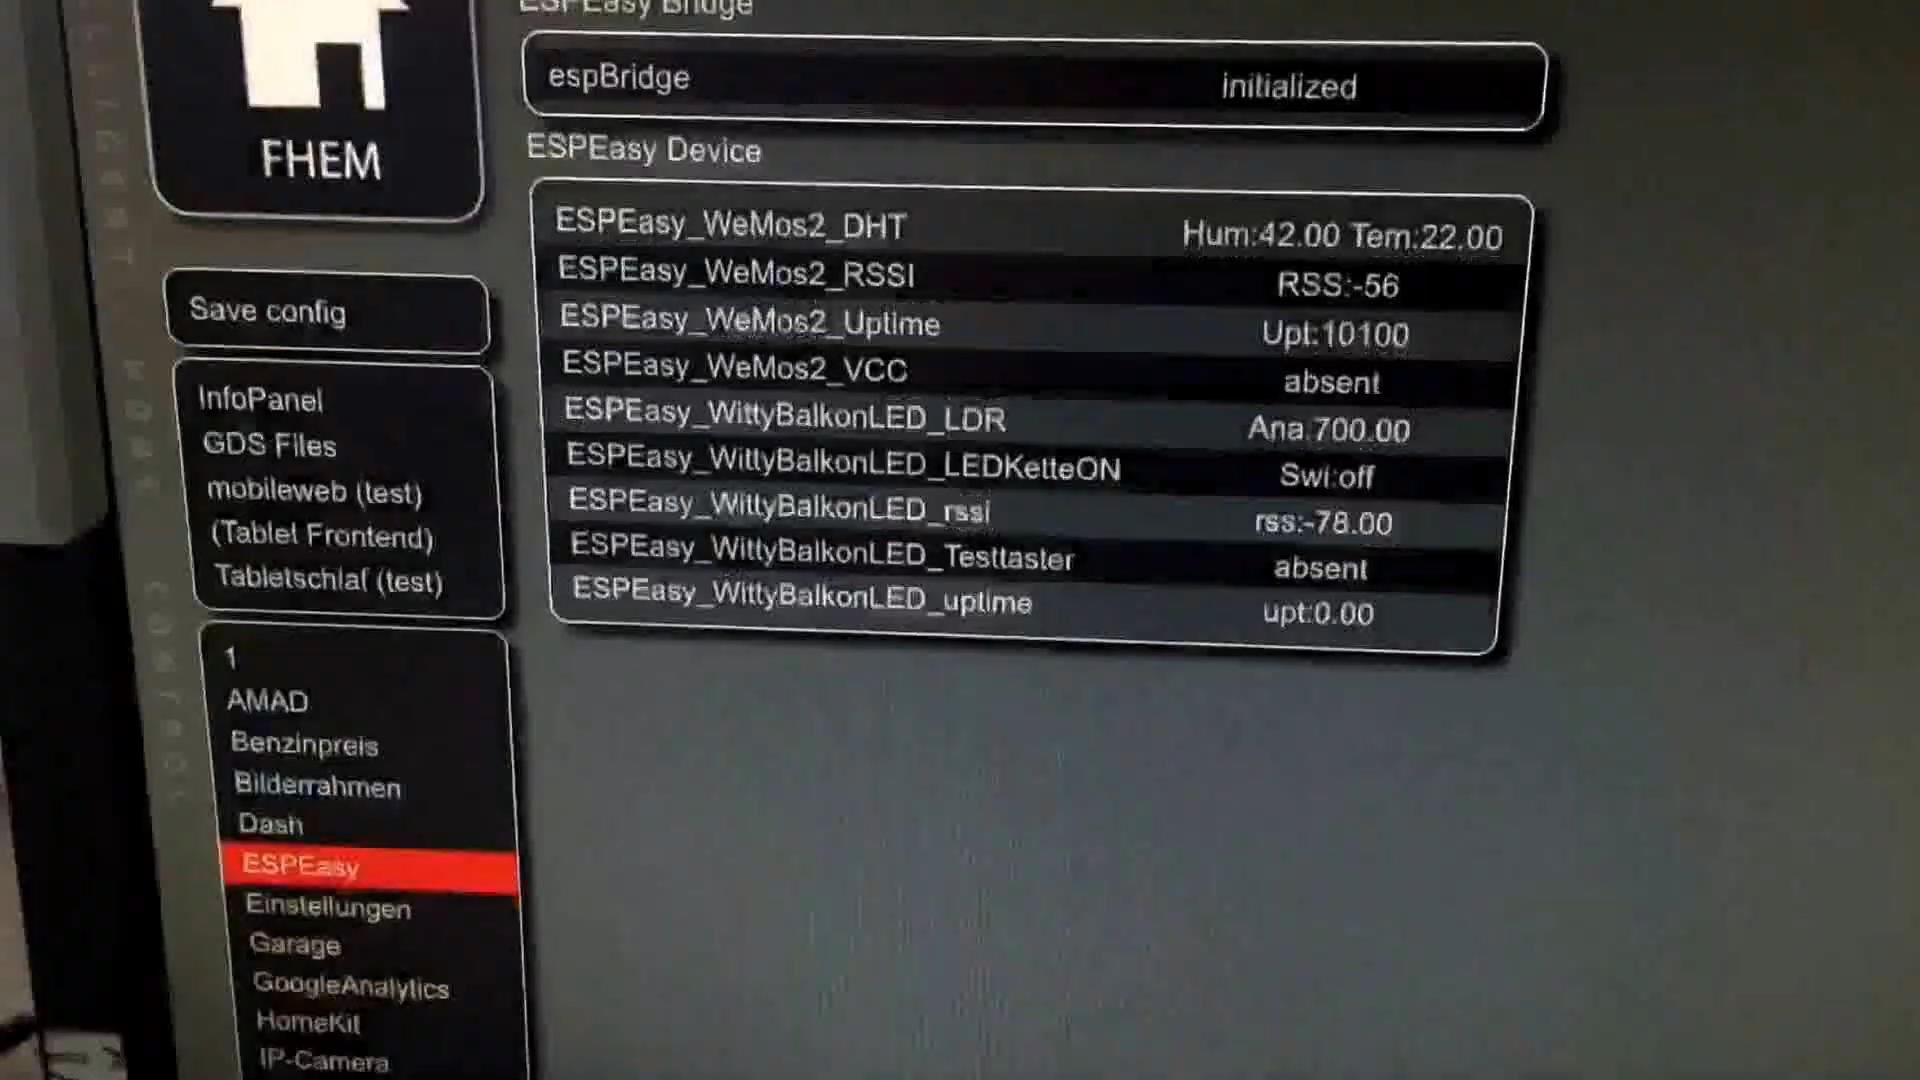 ESPEasy Bridge
espBridge initialized
ESPEasy Device
ESPEasy_WeMos2_DHT Hum:42.00 Tem:22.00
ESPEasy_WeMos2_RSSI RSS:-56
ESPEasy_WeMos2_Uptime Upt:10100
ESPEasy_WeMos2_VCC absent
ESPEasy_WittyBalkonLED_LDR Ana:700.00
ESPEasy_WittyBalkonLED_LEDKetteON Swi:off
ESPEasy_WittyBalkonLED_rssi rss:-78.00
ESPEasy_WittyBalkonLED_Testtaster absent
ESPEasy_WittyBalkonLED_uptime upt:0.00
FHEM
Save config
InfoPanel
GDS Files
mobileweb (test)
(Tablet Frontend)
Tabletschlaf (test)
1
AMAD
Benzinpreis
Bilderrahmen
Dash
ESPEasy
Einstellungen
Garage
GoogleAnalytics
HomeKit
IP-Camera